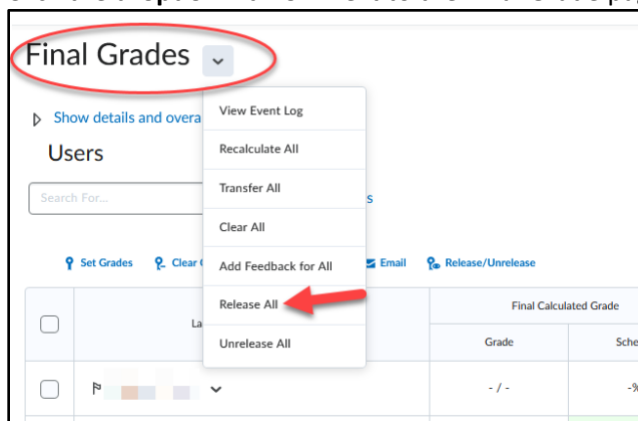 Final Grades
Show details and overa
View Event Log
Users
Recalculate All
Search For...
Transfer All
s
Clear All
Set Grades Clear Add Feedback for All Email Release/Unrelease
Release All
Final Calculated Grade
La
Unrelease All
Grade Sche
- / - -%